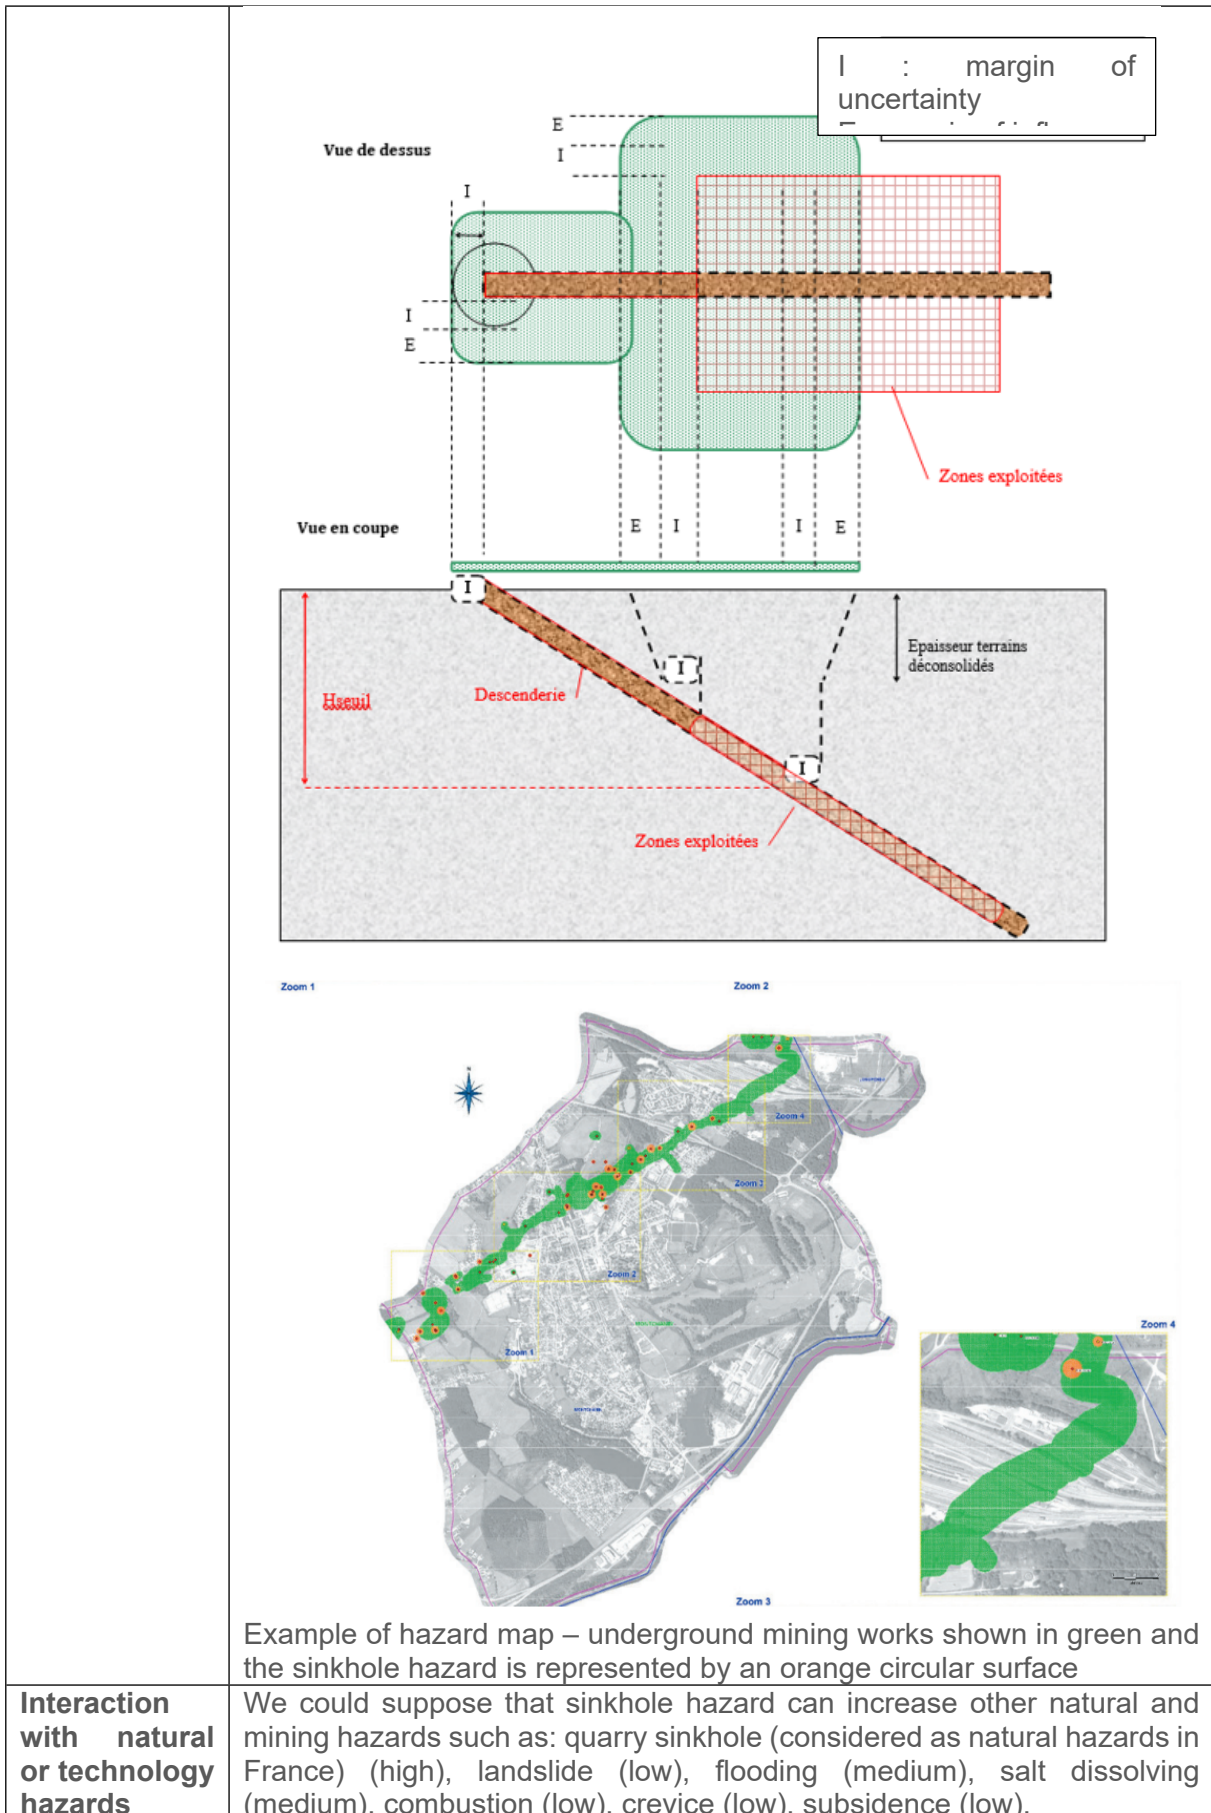 I : margin of
uncertainty
Vue de dessus
E
I
I
I
E
Zones exploitées
Vue en coupe
E I I E
I
Epaisseur terrains
déconsolidés
I
Hseuil
Descenderie
I
Zones exploitées
Zoom 1
Zoom 2
N
Zoom 4
Zoom 3
Zoom 2
Zoom 1
Zoom 4
Zoom 3
Example of hazard map – underground mining works shown in green and
the sinkhole hazard is represented by an orange circular surface
Interaction
with natural
or technology
hazards
We could suppose that sinkhole hazard can increase other natural and
mining hazards such as: quarry sinkhole (considered as natural hazards in
France) (high), landslide (low), flooding (medium), salt dissolving
(medium), combustion (low), crevice (low), subsidence (low).